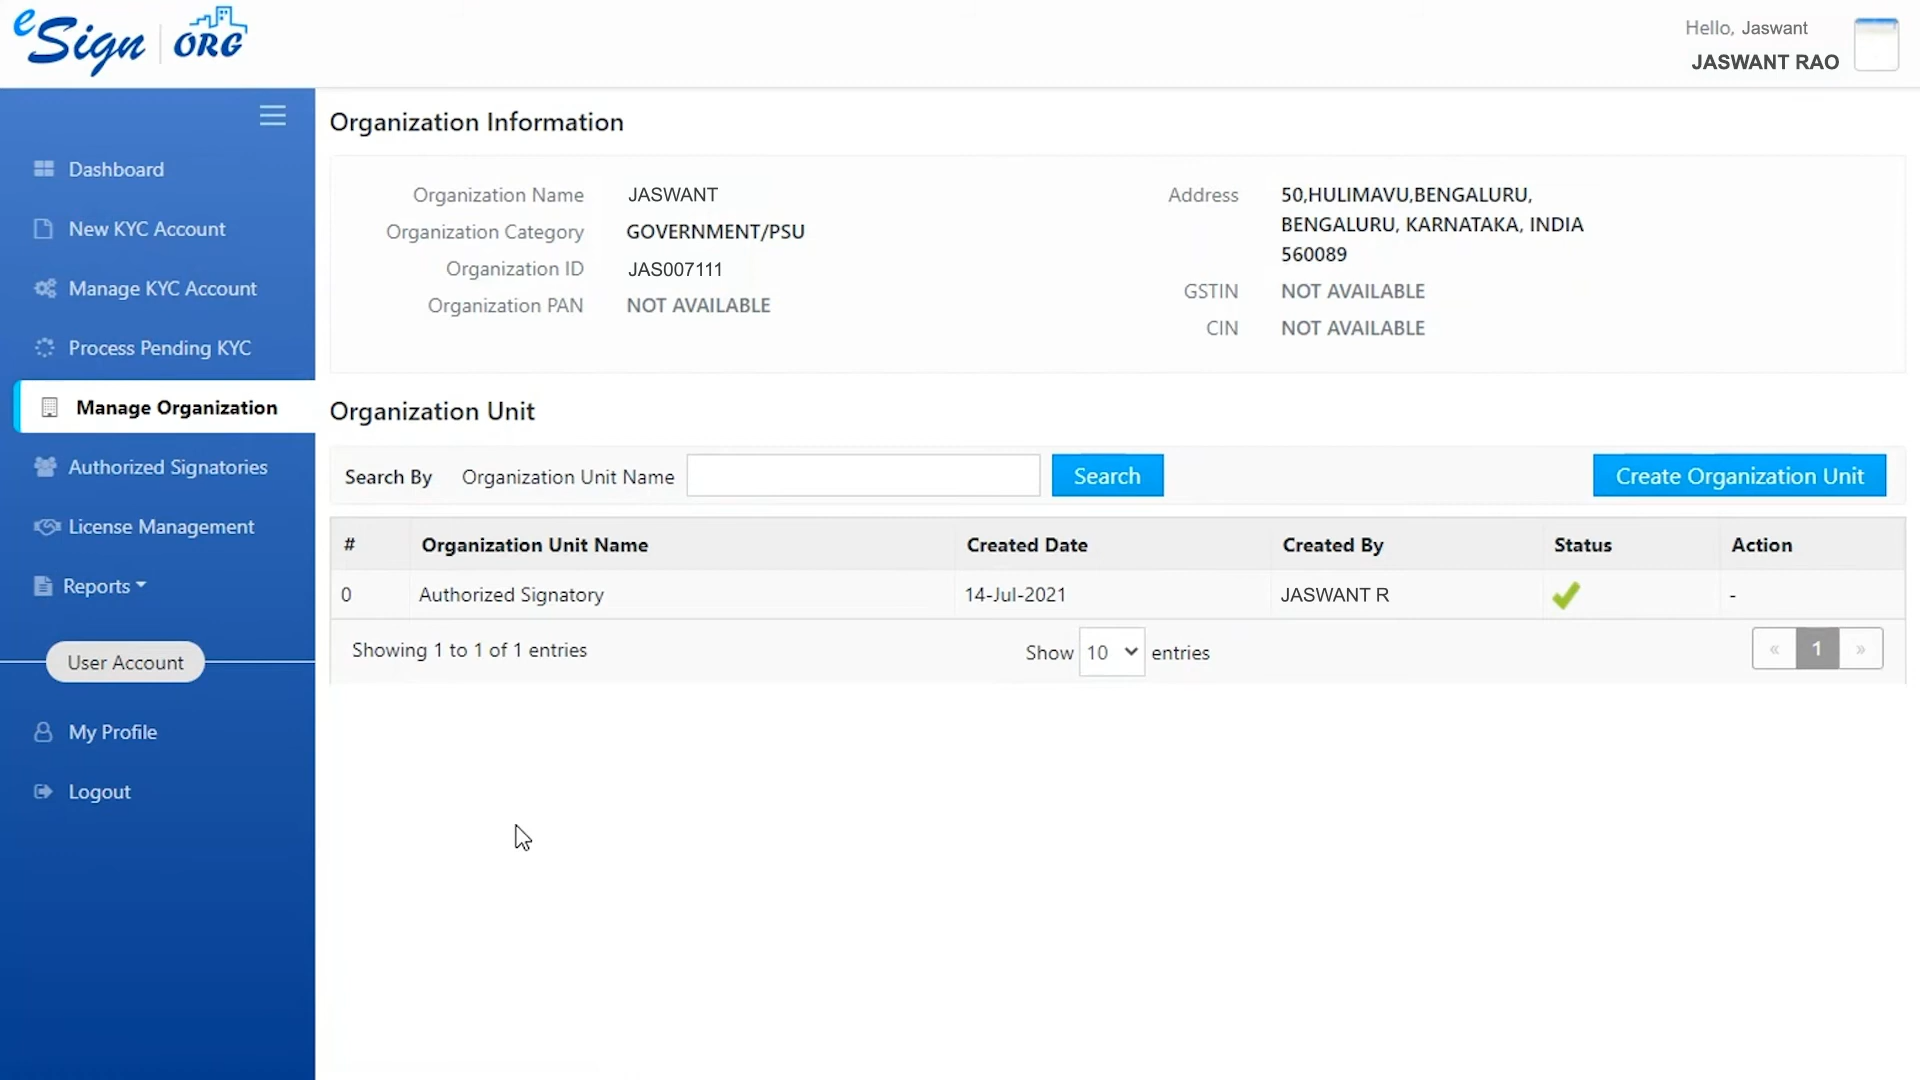 eSign ORG
Hello, Jaswant
JASWANT RAO
Dashboard
New KYC Account
Manage KYC Account
Process Pending KYC
Manage Organization
Authorized Signatories
License Management
Reports
User Account
My Profile
Logout
Organization Information
Organization Name JASWANT
Organization Category GOVERNMENT/PSU
Organization ID JAS007111
Organization PAN NOT AVAILABLE
Address 50,HULIMAVU,BENGALURU,
BENGALURU, KARNATAKA, INDIA
560089
GSTIN NOT AVAILABLE
CIN NOT AVAILABLE
Organization Unit
Search By Organization Unit Name Search Create Organization Unit
# Organization Unit Name Created Date Created By Status Action
0 Authorized Signatory 14-Jul-2021 JASWANT R -
Showing 1 to 1 of 1 entries Show 10 entries « 1 »